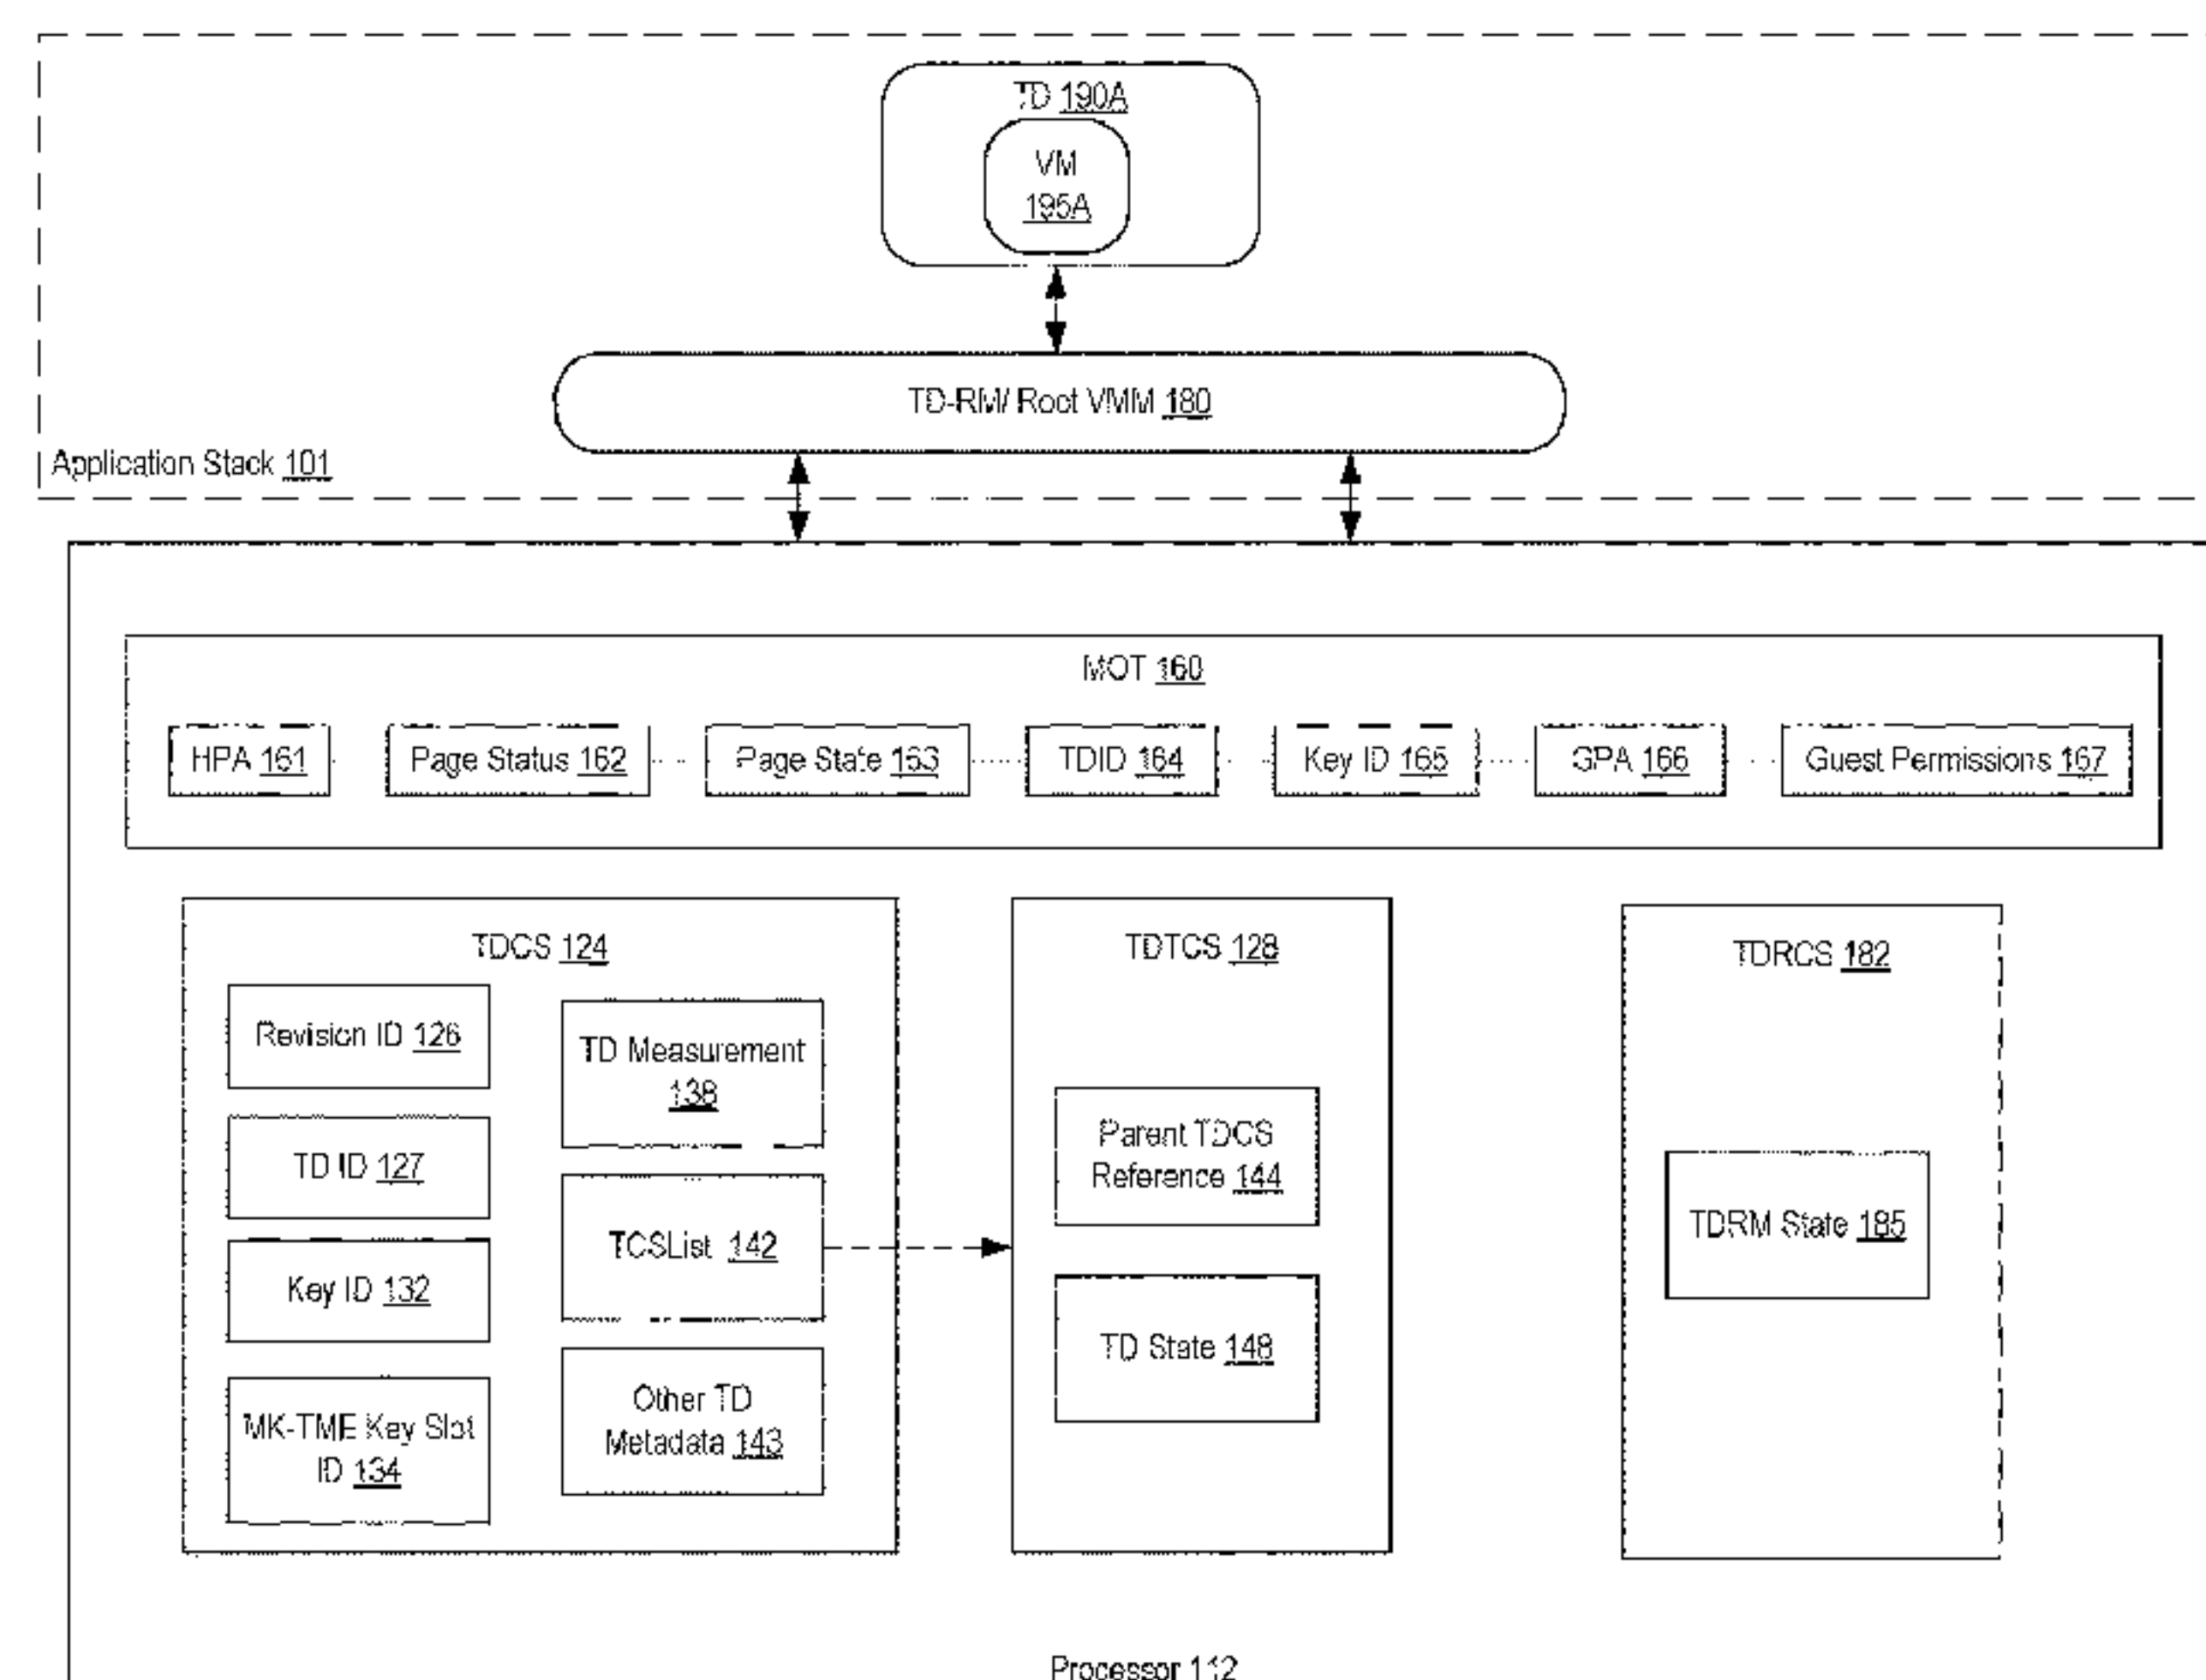 TD 190A
VM
195A
TD-RM/ Root VMM 180
Application Stack 101
MOT 160
HPA 161
Page Status 162
Page State 163
TDID 164
Key ID 165
GPA 166
Guest Permissions 167
TDCS 124
Revision ID 126
TD ID 127
Key ID 132
MK-TME Key Slot
ID 134
TD Measurement
138
TCSList 142
Other TD
Metadata 143
TDTCS 128
Parent TDCS
Reference 144
TD State 148
TDRCS 182
TDRM State 185
Processor 112